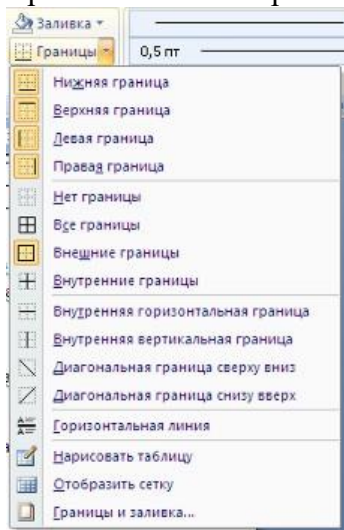 Заливка
Границы 0,5 пт
Нижняя граница
Верхняя граница
Левая граница
Правая граница
Нет границы
Все границы
Внешние границы
Внутренние границы
Внутренняя горизонтальная граница
Внутренняя вертикальная граница
Диагональная граница сверху вниз
Диагональная граница снизу вверх
Горизонтальная линия
Нарисовать таблицу
Отобразить сетку
Границы и заливка...